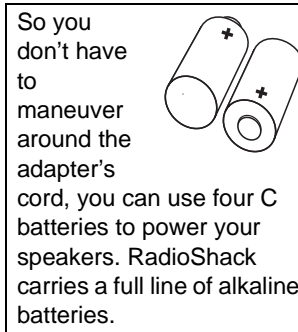 So you
don’t have
to
maneuver
around the
adapter’s
cord, you can use four C
batteries to power your
speakers. RadioShack
carries a full line of alkaline
batteries.